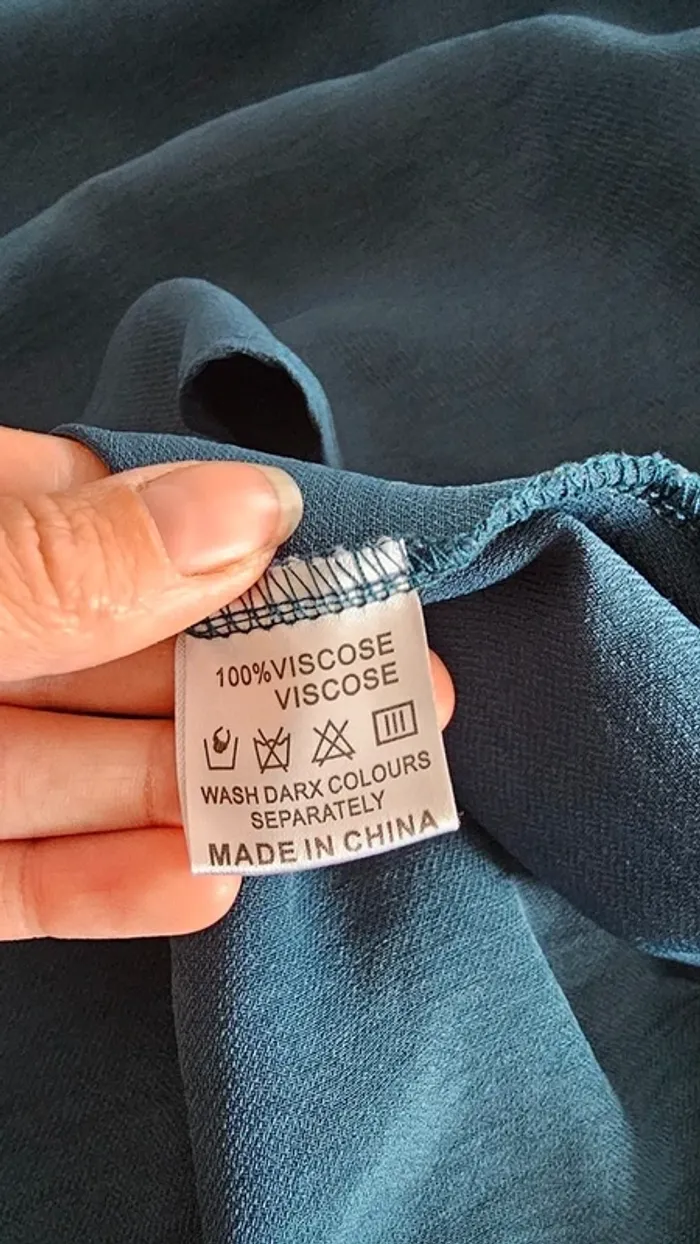 100%VISCOSE
VISCOSE
WASH DARX COLOURS
SEPARATELY
MADE IN CHINA